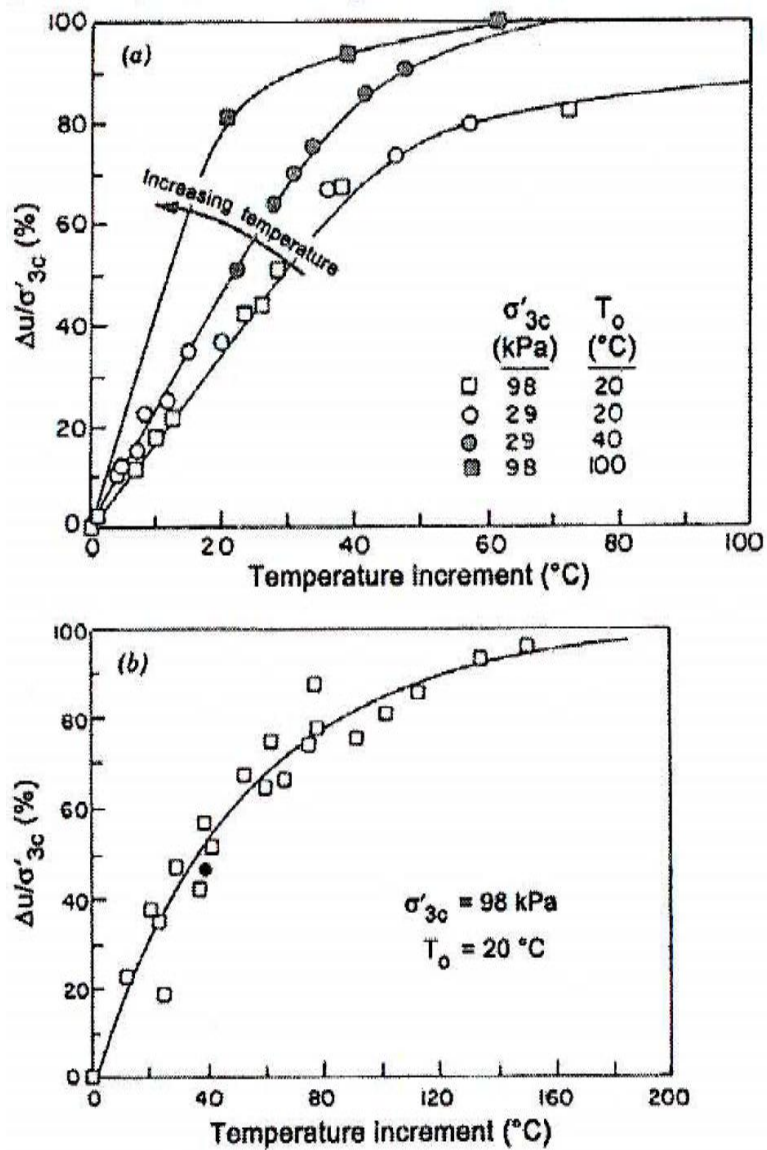 (a)
100
80
60
40
20
0
Δu/σ'3c (%)
Increasing temperature
σ'3c To
(kPa) (°C)
98 20
29 20
29 40
98 100
0 20 40 60 80 100
Temperature Increment (°C)
(b)
100
80
60
40
20
0
Δu/σ'3c (%)
σ'3c = 98 kPa
To = 20 °C
0 40 80 120 160 200
Temperature increment (°C)